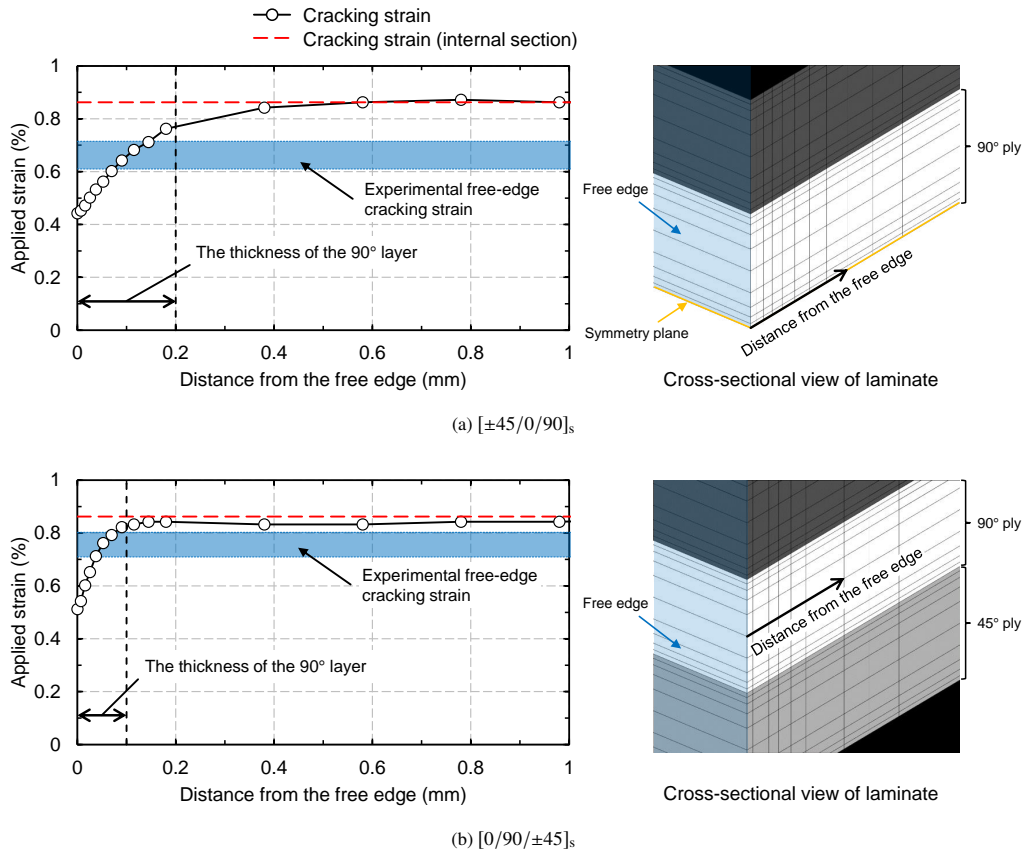 Cracking strain
Cracking strain (internal section)
1
0.8
0.6
0.4
0.2
0
Applied strain (%)
Experimental free-edge
cracking strain
The thickness of the 90° layer
0
0.2
0.4
0.6
0.8
1
Distance from the free edge (mm)
Free edge
Symmetry plane
Distance from the free edge
90° ply
Cross-sectional view of laminate
(a) [±45/0/90]s
1
0.8
0.6
0.4
0.2
0
Applied strain (%)
Experimental free-edge
cracking strain
The thickness of the 90° layer
0
0.2
0.4
0.6
0.8
1
Distance from the free edge (mm)
Free edge
Distance from the free edge
90° ply
45° ply
Cross-sectional view of laminate
(b) [0/90/±45]s